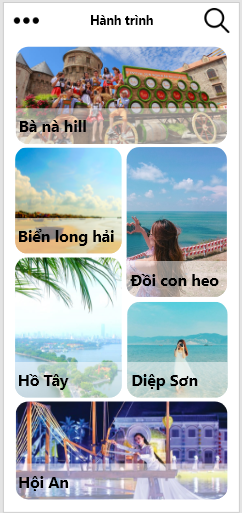 Hành trình
Bà nà hill
Biển long hải
Đồi con heo
Hồ Tây
Diệp Sơn
Hội An